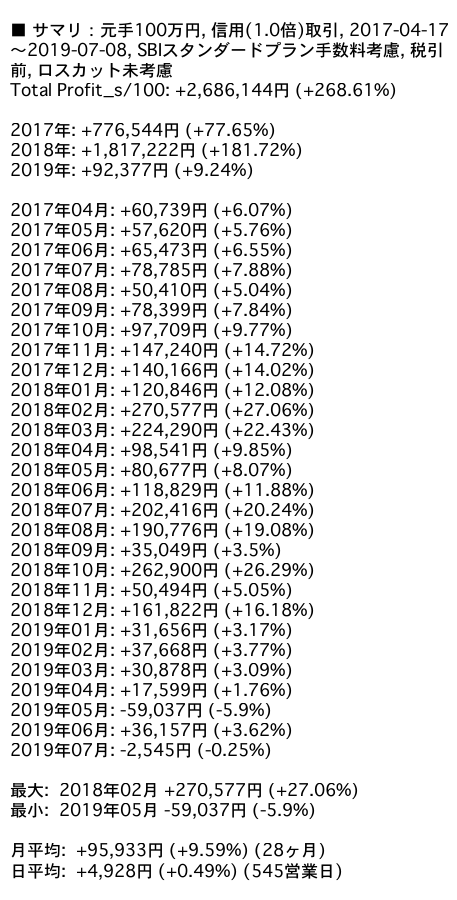 ■ サマリ：元手100万円, 信用(1.0倍)取引, 2017-04-17
〜2019-07-08, SBIスタンダードプラン手数料考慮, 税引
前, ロスカット未考慮
Total Profit_s/100: +2,686,144円 (+268.61%)
2017年: +776,544円 (+77.65%)
2018年: +1,817,222円 (+181.72%)
2019年: +92,377円 (+9.24%)
2017年04月: +60,739円 (+6.07%)
2017年05月: +57,620円 (+5.76%)
2017年06月: +65,473円 (+6.55%)
2017年07月: +78,785円 (+7.88%)
2017年08月: +50,410円 (+5.04%)
2017年09月: +78,399円 (+7.84%)
2017年10月: +97,709円 (+9.77%)
2017年11月: +147,240円 (+14.72%)
2017年12月: +140,166円 (+14.02%)
2018年01月: +120,846円 (+12.08%)
2018年02月: +270,577円 (+27.06%)
2018年03月: +224,290円 (+22.43%)
2018年04月: +98,541円 (+9.85%)
2018年05月: +80,677円 (+8.07%)
2018年06月: +118,829円 (+11.88%)
2018年07月: +202,416円 (+20.24%)
2018年08月: +190,776円 (+19.08%)
2018年09月: +35,049円 (+3.5%)
2018年10月: +262,900円 (+26.29%)
2018年11月: +50,494円 (+5.05%)
2018年12月: +161,822円 (+16.18%)
2019年01月: +31,656円 (+3.17%)
2019年02月: +37,668円 (+3.77%)
2019年03月: +30,878円 (+3.09%)
2019年04月: +17,599円 (+1.76%)
2019年05月: -59,037円 (-5.9%)
2019年06月: +36,157円 (+3.62%)
2019年07月: -2,545円 (-0.25%)
最大: 2018年02月 +270,577円 (+27.06%)
最小: 2019年05月 -59,037円 (-5.9%)
月平均: +95,933円 (+9.59%) (28ヶ月)
日平均: +4,928円 (+0.49%) (545営業日)